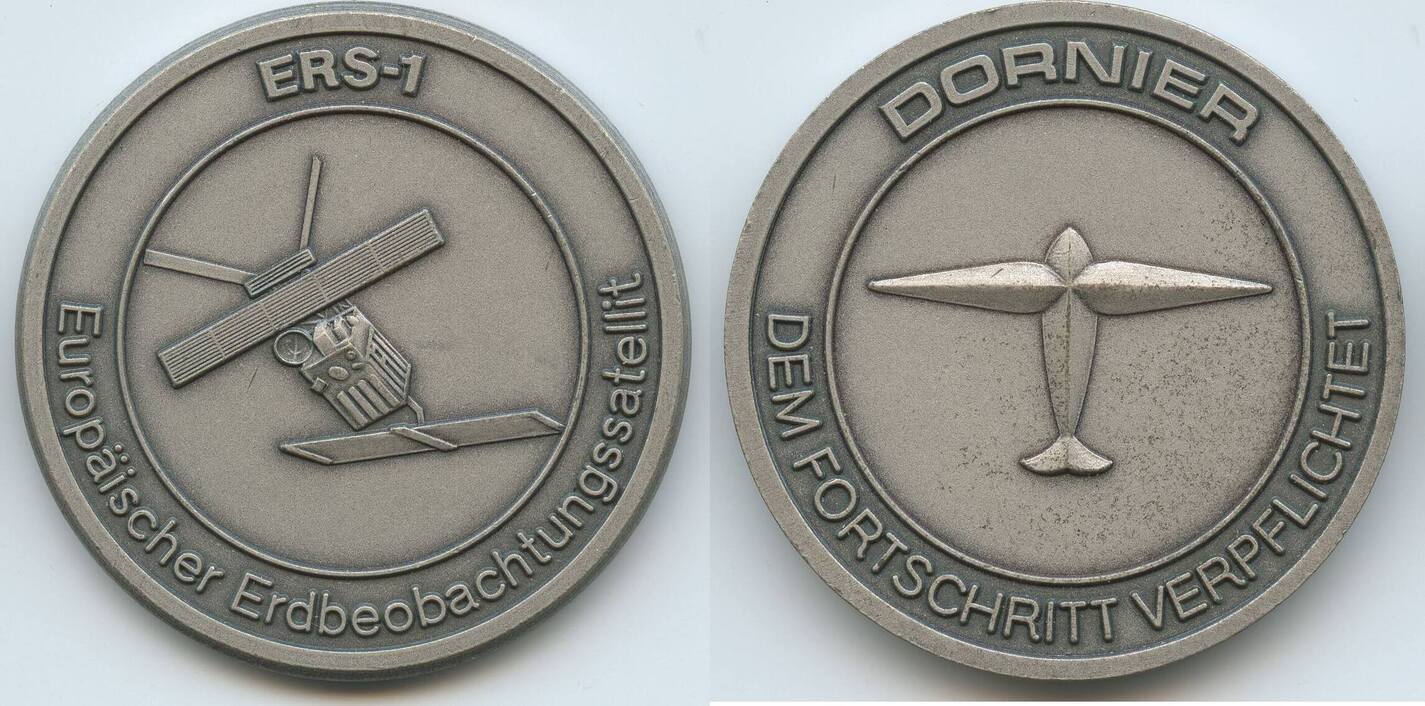 ERS-1
Europäischer Erdbeobachtungssatellit
DORNIER
DEM FORTSCHRITT VERPFLICHTET